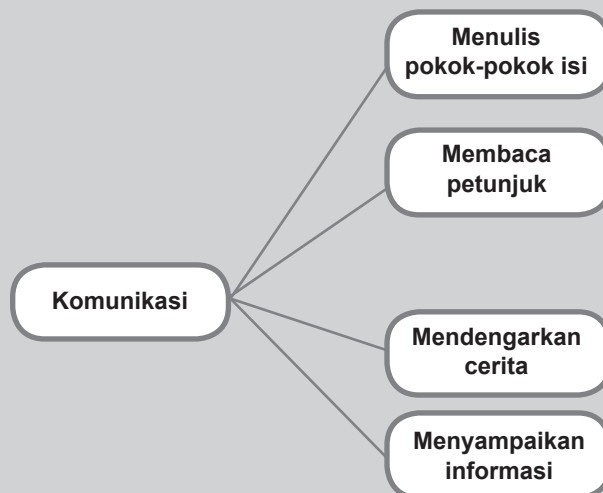 Menulis
pokok-pokok isi
Membaca
petunjuk
Komunikasi
Mendengarkan
cerita
Menyampaikan
informasi